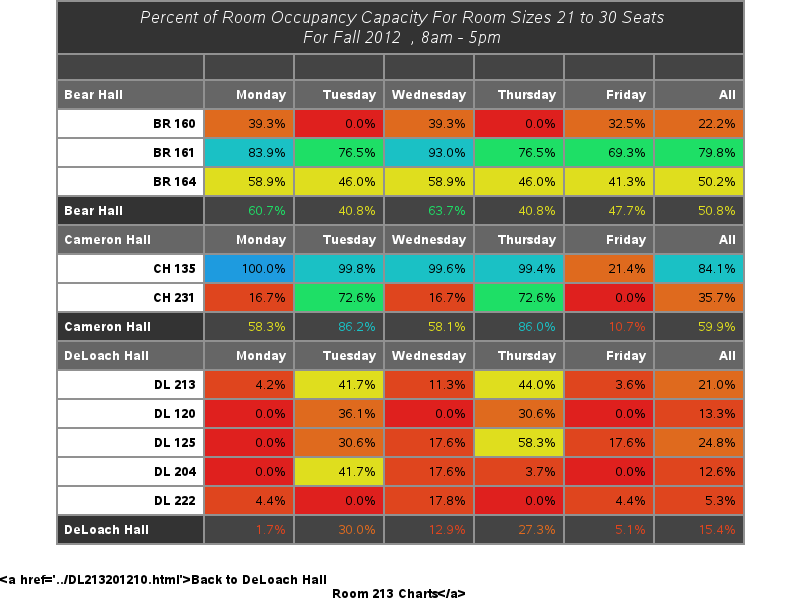 Percent of Room Occupancy Capacity For Room Sizes 21 to 30 Seats
For Fall 2012 , 8am - 5pm
Bear Hall Monday Tuesday Wednesday Thursday Friday All
BR 160 39.3% 0.0% 39.3% 0.0% 32.5% 22.2%
BR 161 83.9% 76.5% 93.0% 76.5% 69.3% 79.8%
BR 164 58.9% 46.0% 58.9% 46.0% 41.3% 50.2%
Bear Hall 60.7% 40.8% 63.7% 40.8% 47.7% 50.8%
Cameron Hall Monday Tuesday Wednesday Thursday Friday All
CH 135 100.0% 99.8% 99.6% 99.4% 21.4% 84.1%
CH 231 16.7% 72.6% 16.7% 72.6% 0.0% 35.7%
Cameron Hall 58.3% 86.2% 58.1% 86.0% 10.7% 59.9%
DeLoach Hall Monday Tuesday Wednesday Thursday Friday All
DL 213 4.2% 41.7% 11.3% 44.0% 3.6% 21.0%
DL 120 0.0% 36.1% 0.0% 30.6% 0.0% 13.3%
DL 125 0.0% 30.6% 17.6% 58.3% 17.6% 24.8%
DL 204 0.0% 41.7% 17.6% 3.7% 0.0% 12.6%
DL 222 4.4% 0.0% 17.8% 0.0% 4.4% 5.3%
DeLoach Hall 1.7% 30.0% 12.9% 27.3% 5.1% 15.4%
<a href='../DL213201210.html'>Back to DeLoach Hall
Room 213 Charts</a>